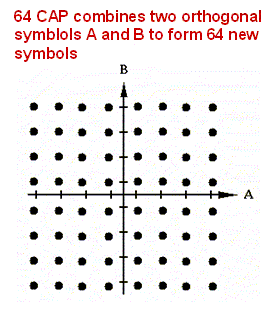 64 CAP combines two orthogonal
symblols A and B to form 64 new
symbols
B
A